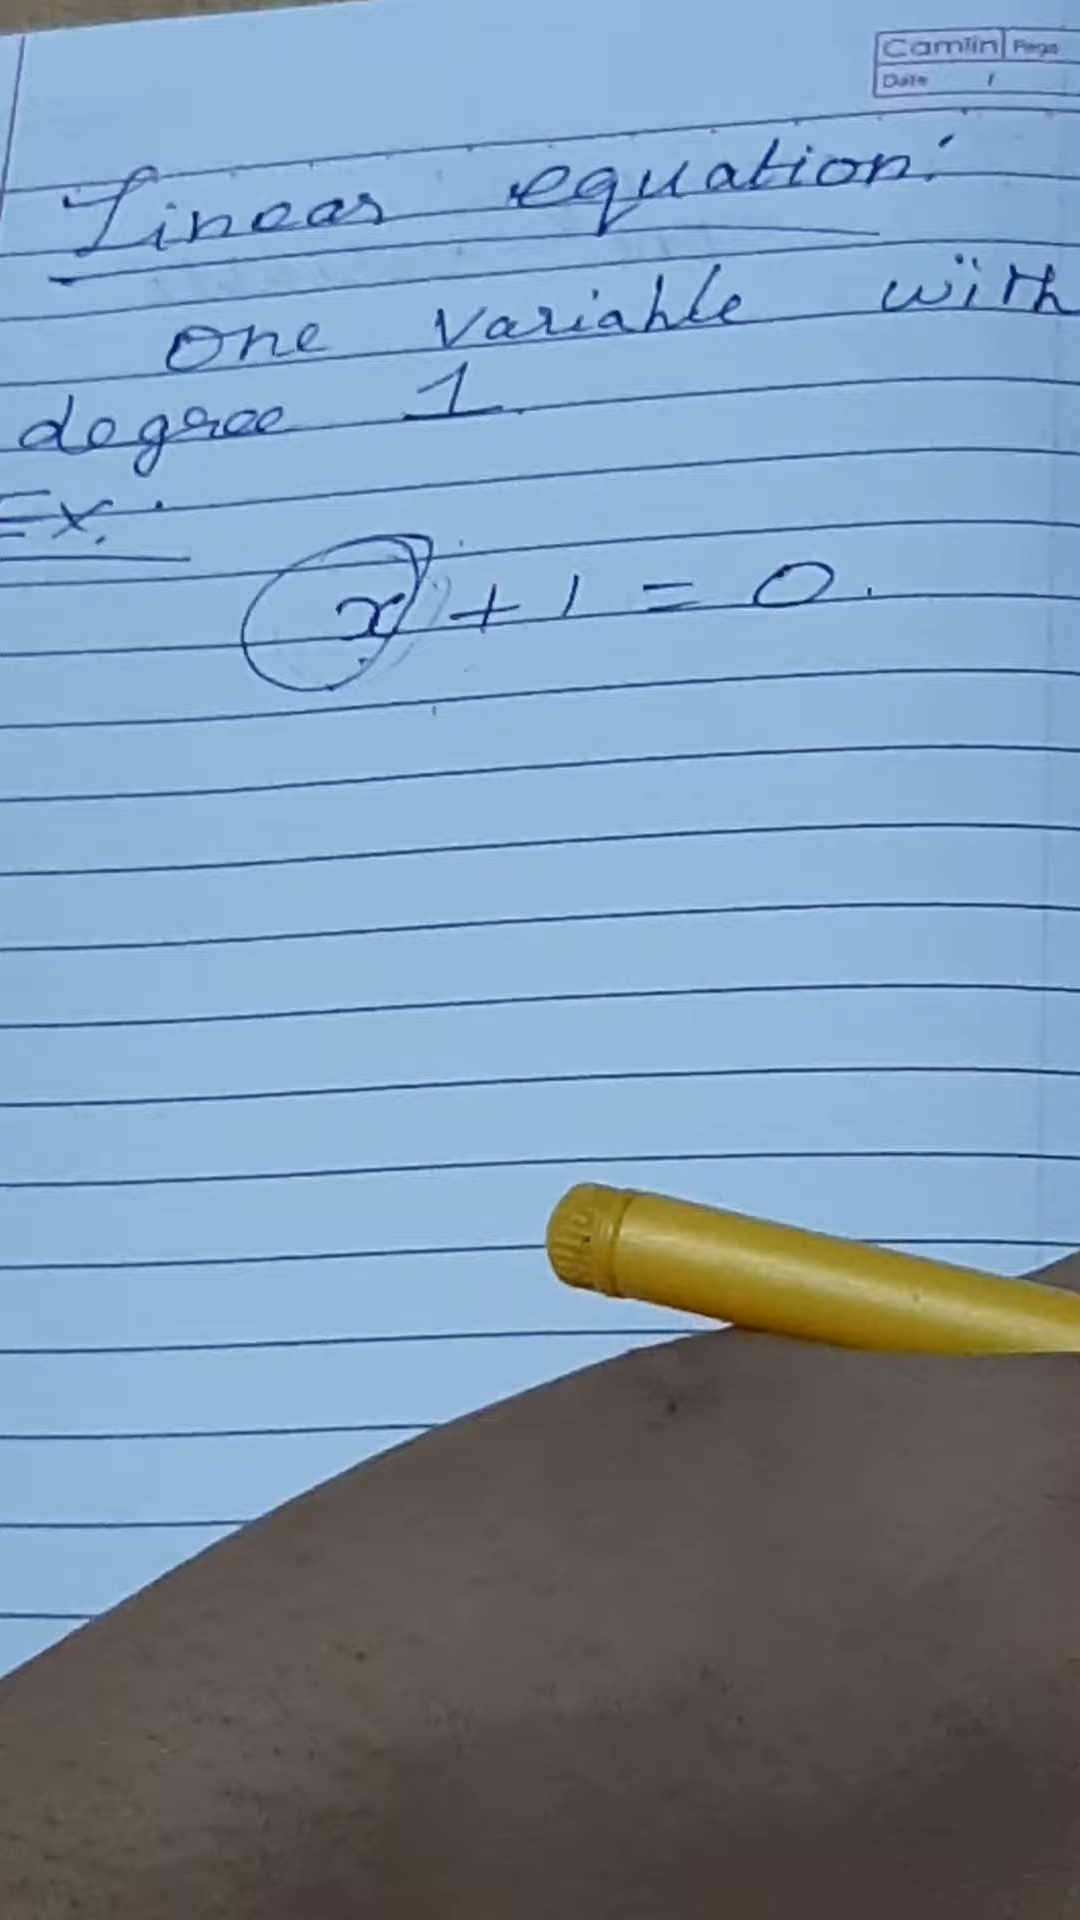 Camlin Page
Date /
Linear equation:
One variable with
degree 1.
Ex.
x + 1 = 0.